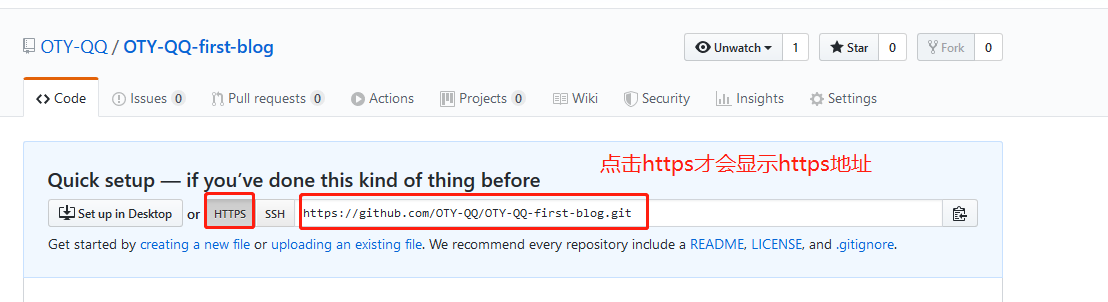 OTY-QQ / OTY-QQ-first-blog
Unwatch 1 Star 0 Fork 0
Code Issues 0 Pull requests 0 Actions Projects 0 Wiki Security Insights Settings
点击https才会显示https地址
Quick setup — if you've done this kind of thing before
Set up in Desktop or HTTPS SSH https://github.com/OTY-QQ/OTY-QQ-first-blog.git
Get started by creating a new file or uploading an existing file. We recommend every repository include a README, LICENSE, and .gitignore.